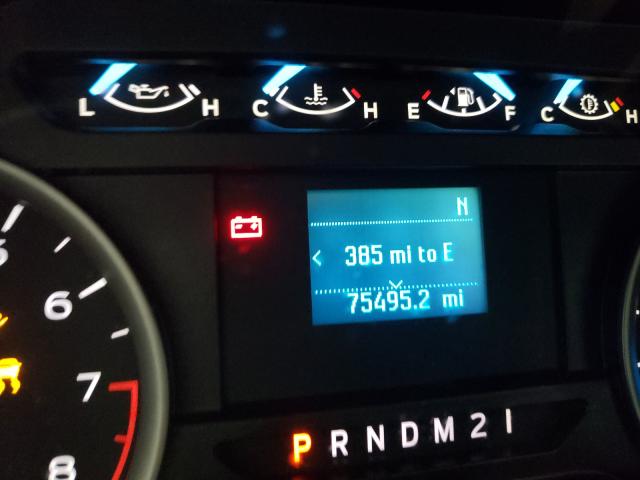 L H C H E F C H
N
385 mi to E
75495.2 mi
6
7
8
P R N D M 2 1